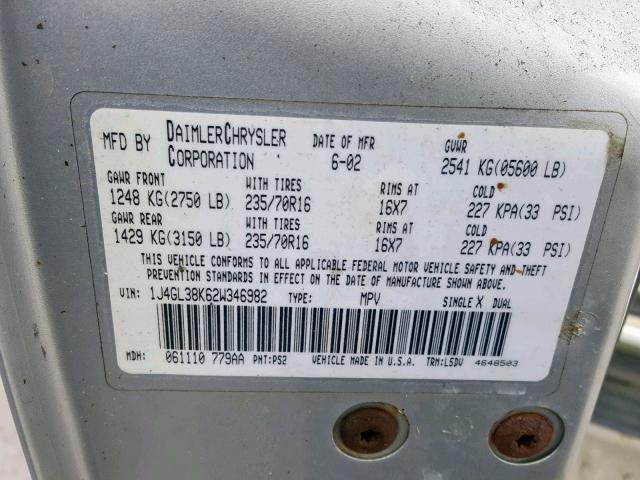 MFD BY DAIMLERCHRYSLER CORPORATION DATE OF MFR 6-02 GVWR 2541 KG(05600 LB)
GAWR FRONT WITH TIRES RIMS AT COLD
1248 KG(2750 LB) 235/70R16 16X7 227 KPA(33 PSI)
GAWR REAR WITH TIRES RIMS AT COLD
1429 KG(3150 LB) 235/70R16 16X7 227 KPA(33 PSI)
THIS VEHICLE CONFORMS TO ALL APPLICABLE FEDERAL MOTOR VEHICLE SAFETY AND THEFT
PREVENTION STANDARDS IN EFFECT ON THE DATE OF MANUFACTURE SHOWN ABOVE.
VIN: 1J4GL38K62W346982 TYPE: MPV SINGLE X DUAL
MDH: 061110 779AA PNT:PS2 VEHICLE MADE IN U.S.A. TRM:L5DV 4648503